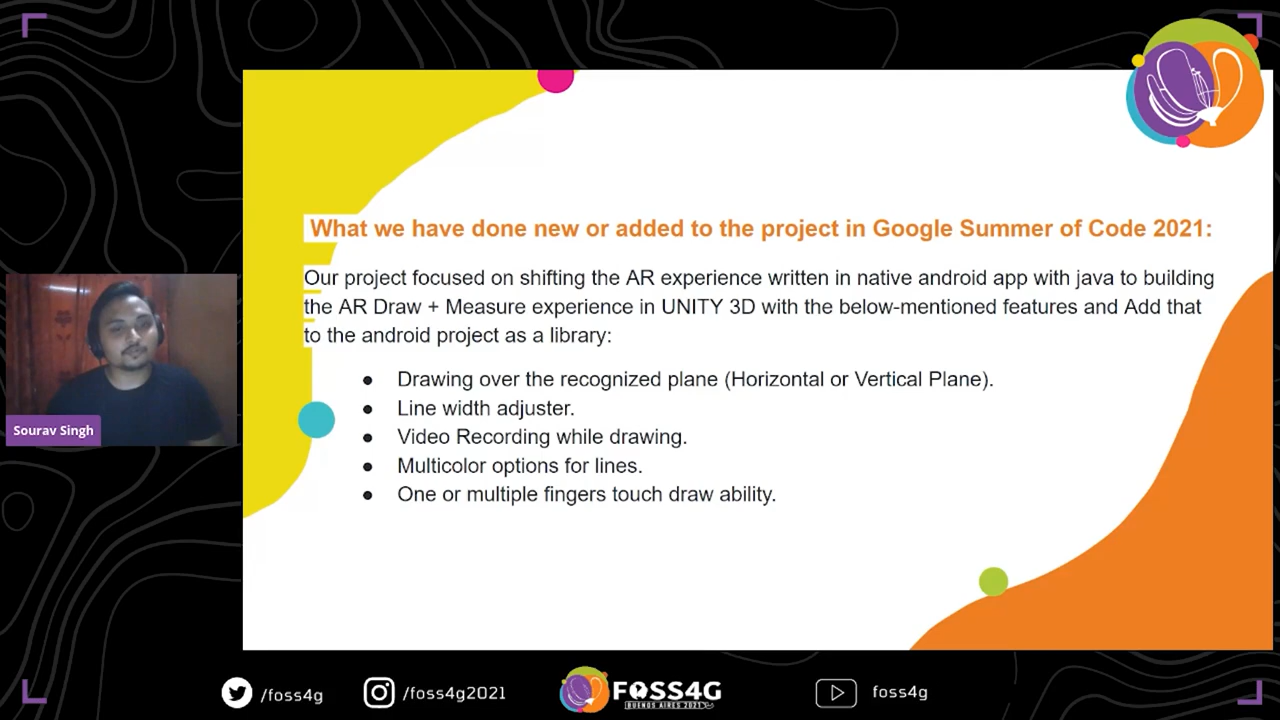 What we have done new or added to the project in Google Summer of Code 2021:
Our project focused on shifting the AR experience written in native android app with java to building
the AR Draw + Measure experience in UNITY 3D with the below-mentioned features and Add that
to the android project as a library:
● Drawing over the recognized plane (Horizontal or Vertical Plane).
● Line width adjuster.
● Video Recording while drawing.
● Multicolor options for lines.
● One or multiple fingers touch draw ability.
Sourav Singh
/foss4g
/foss4g2021
FOSS4G
BUENOS AIRES 2021
foss4g